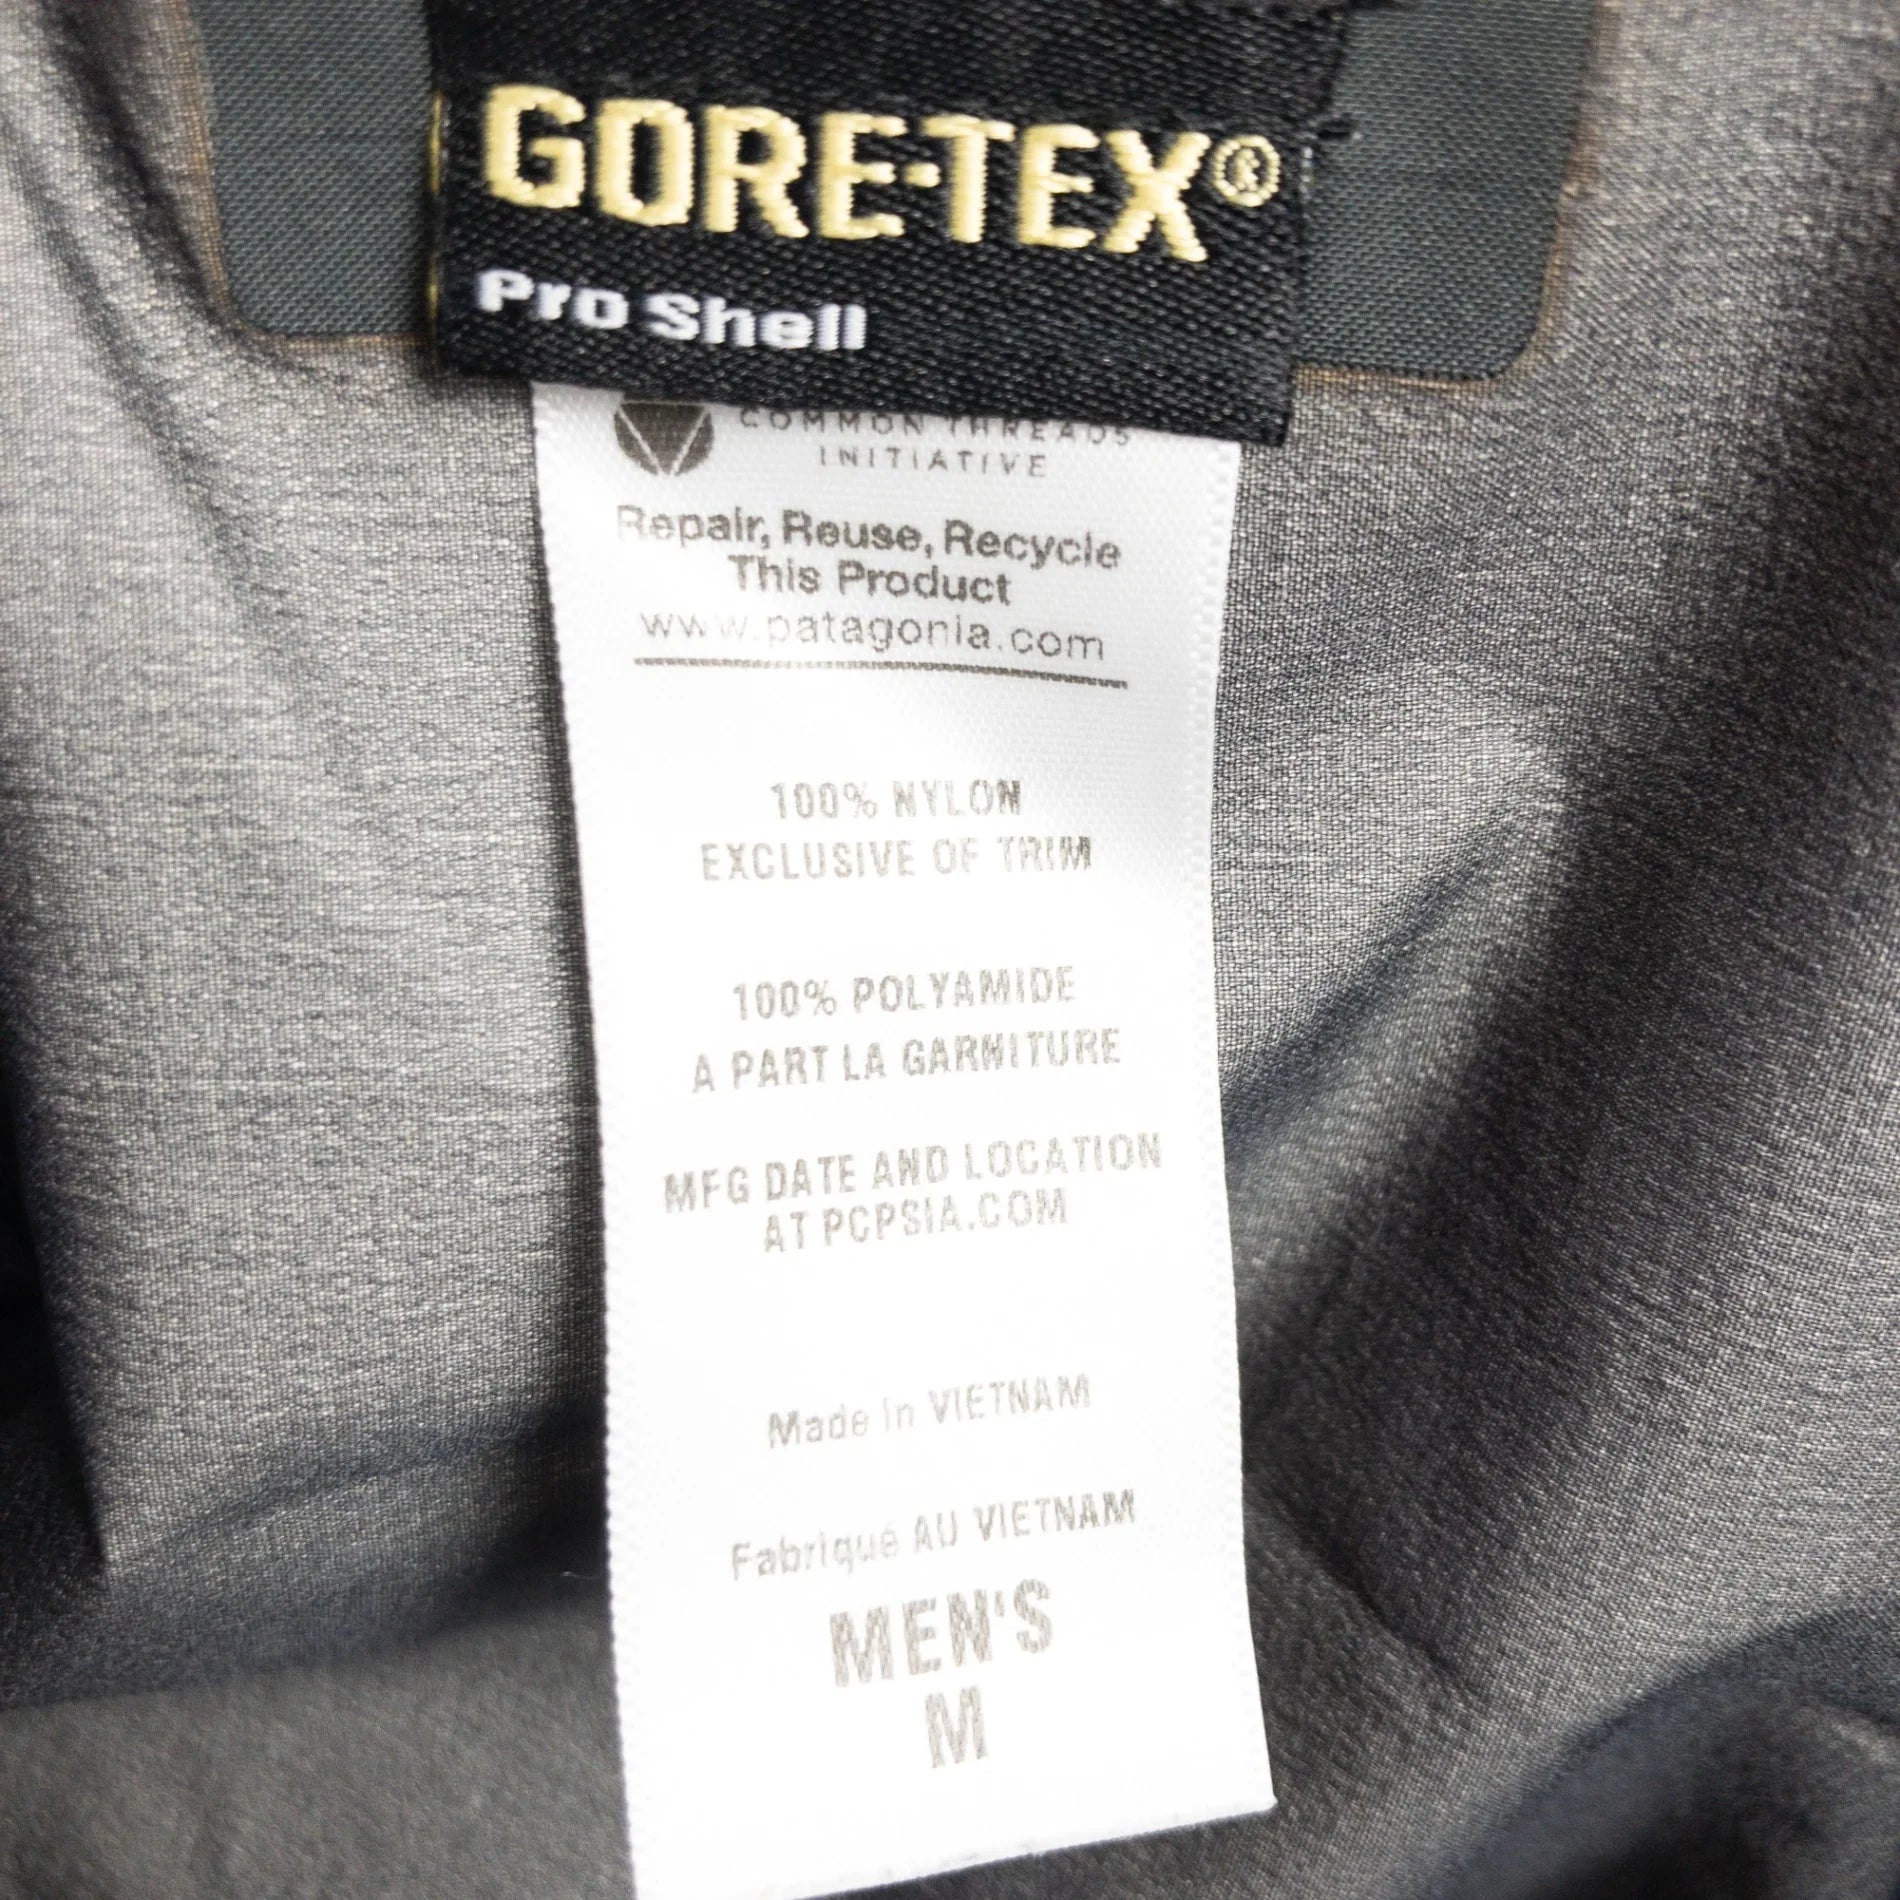 GORE-TEX®
Pro Shell
COMMON THREADS
INITIATIVE
Repair, Reuse, Recycle
This Product
www.patagonia.com
100% NYLON
EXCLUSIVE OF TRIM
100% POLYAMIDE
A PART LA GARNITURE
MFG DATE AND LOCATION
AT PCPSIA.COM
Made in VIETNAM
Fabriqué AU VIETNAM
MEN'S
M